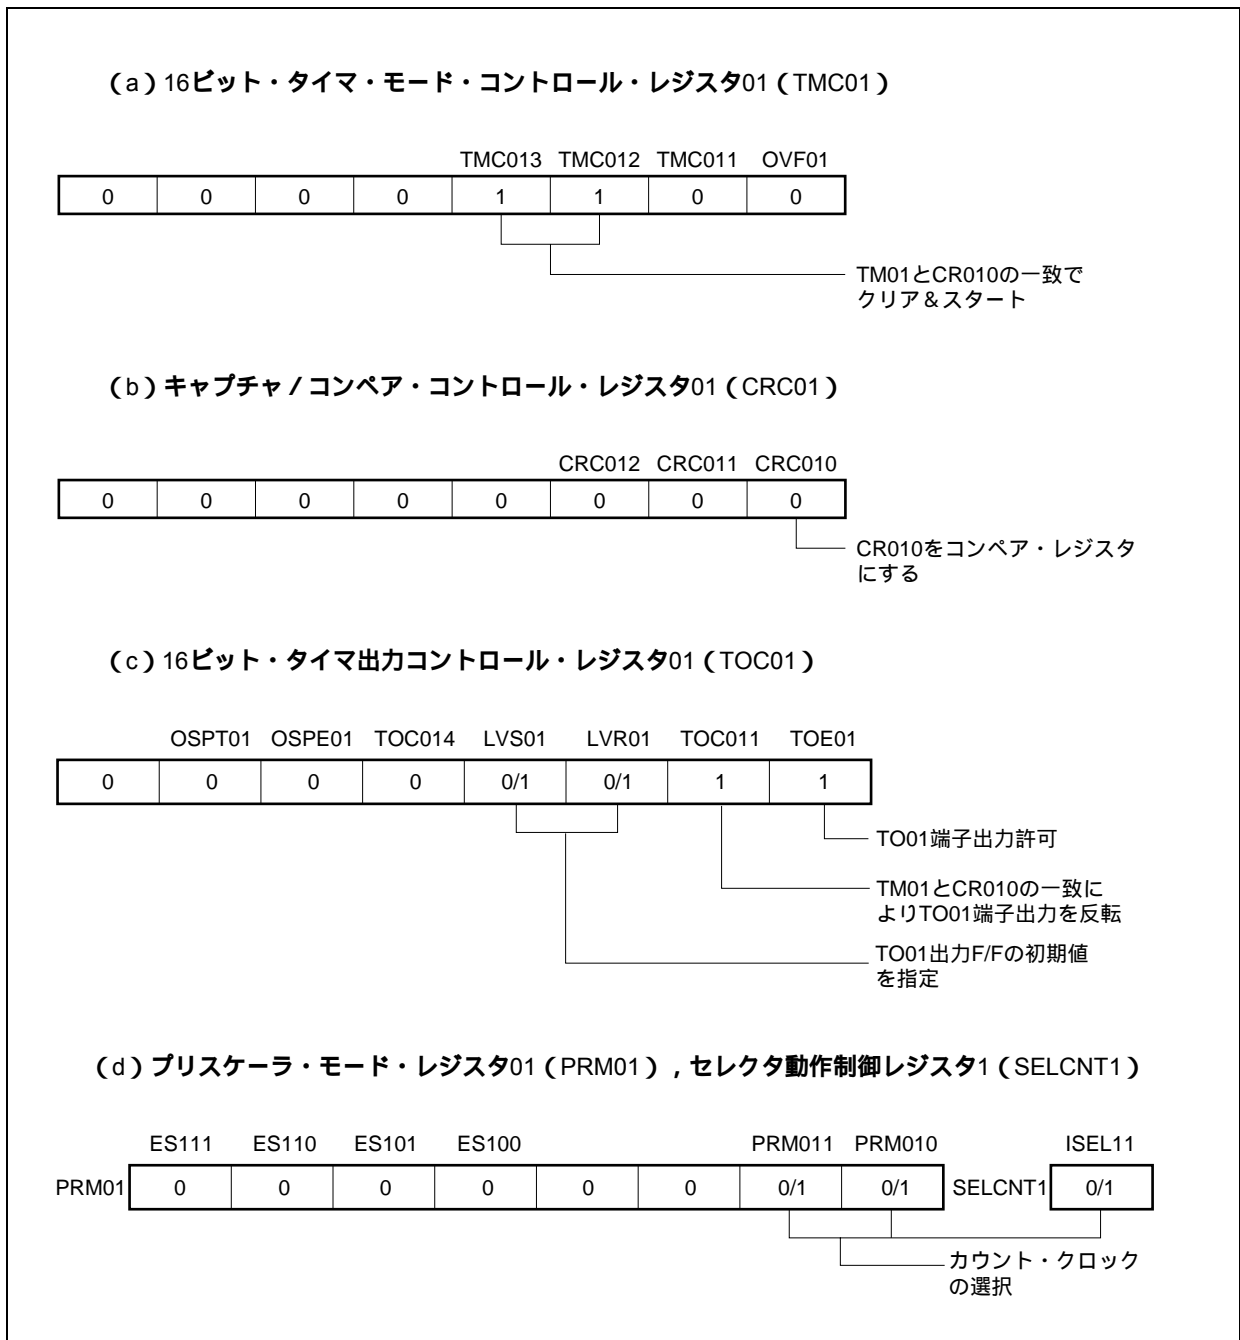 （a）16ビット・タイマ・モード・コントロール・レジスタ01（TMC01）
TMC013 TMC012 TMC011 OVF01
0 0 0 0 1 1 0 0
TM01とCR010の一致で
クリア＆スタート
（b）キャプチャ／コンペア・コントロール・レジスタ01（CRC01）
CRC012 CRC011 CRC010
0 0 0 0 0 0 0 0
CR010をコンペア・レジスタ
にする
（c）16ビット・タイマ出力コントロール・レジスタ01（TOC01）
OSPT01 OSPE01 TOC014 LVS01 LVR01 TOC011 TOE01
0 0 0 0 0/1 0/1 1 1
TO01端子出力許可
TM01とCR010の一致に
よりTO01端子出力を反転
TO01出力F/Fの初期値
を指定
（d）プリスケーラ・モード・レジスタ01（PRM01），セレクタ動作制御レジスタ1（SELCNT1）
ES111 ES110 ES101 ES100 PRM011 PRM010 ISEL11
PRM01 0 0 0 0 0 0 0/1 0/1 SELCNT1 0/1
カウント・クロック
の選択